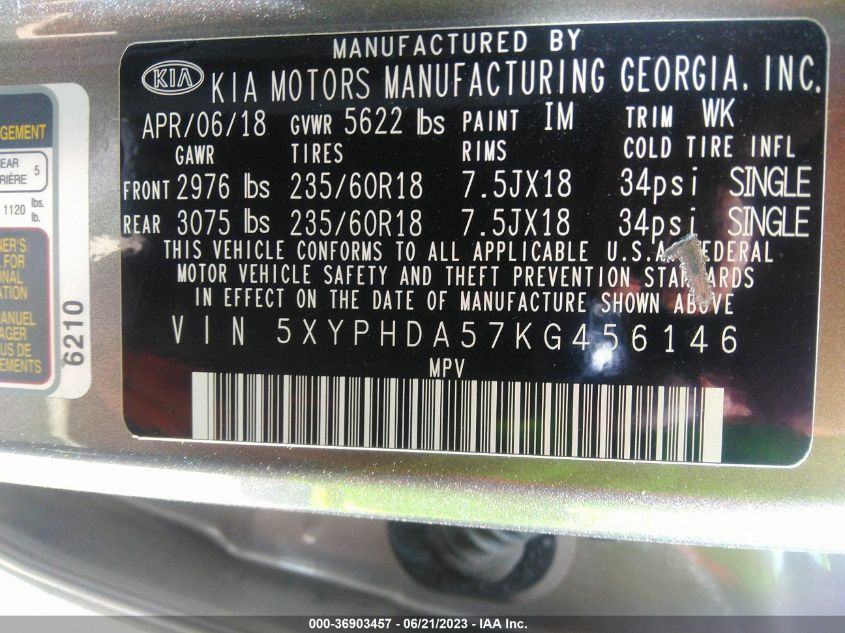 MANUFACTURED BY
KIA KIA MOTORS MANUFACTURING GEORGIA, INC.
APR/06/18 GVWR 5622 lbs PAINT IM TRIM WK
GAWR TIRES RIMS COLD TIRE INFL
FRONT 2976 lbs 235/60R18 7.5JX18 34psi SINGLE
REAR 3075 lbs 235/60R18 7.5JX18 34psi SINGLE
THIS VEHICLE CONFORMS TO ALL APPLICABLE U.S.A. FEDERAL
MOTOR VEHICLE SAFETY AND THEFT PREVENTION STANDARDS
IN EFFECT ON THE DATE OF MANUFACTURE SHOWN ABOVE
VIN 5XYPHDA57KG456146
MPV
5
1120 lbs.
lb.
FOR
6210
000-36903457 - 06/21/2023 - IAA Inc.